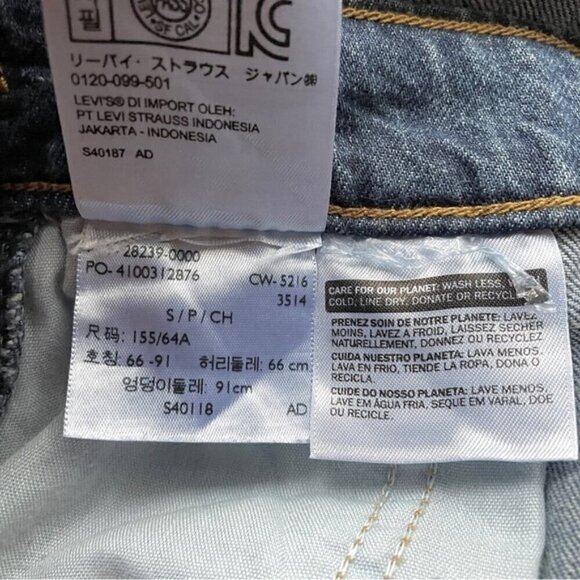 필
SF CAL
リーバイ・ストラウス ジャパン㈱
0120-099-501
LEVI'S® DI IMPORT OLEH:
PT LEVI STRAUSS INDONESIA
JAKARTA - INDONESIA
S40187 AD
28239-0000
PO- 4100312876
CW-5216
3514
S/P/CH
尺码: 155/64A
호칭: 66 -91 허리둘레: 66 cm
엉덩이둘레: 91cm
S40118 AD
CARE FOR OUR PLANET: WASH LESS,
COLD, LINE DRY, DONATE OR RECYCLE
PRENEZ SOIN DE NOTRE PLANETE: LAVEZ
MOINS, LAVEZ A FROID, LAISSEZ SECHER
NATURELLEMENT, DONNEZ OU RECYCLEZ.
CUIDA NUESTRO PLANETA: LAVA MENOS,
LAVA EN FRIO, TIENDE LA ROPA, DONA
O RECICLA.
CUIDE DO NOSSO PLANETA: LAVE MENOS,
LAVE EM ÁGUA FRIA, SEQUE EM VARAL, DOE
OU RECICLE.